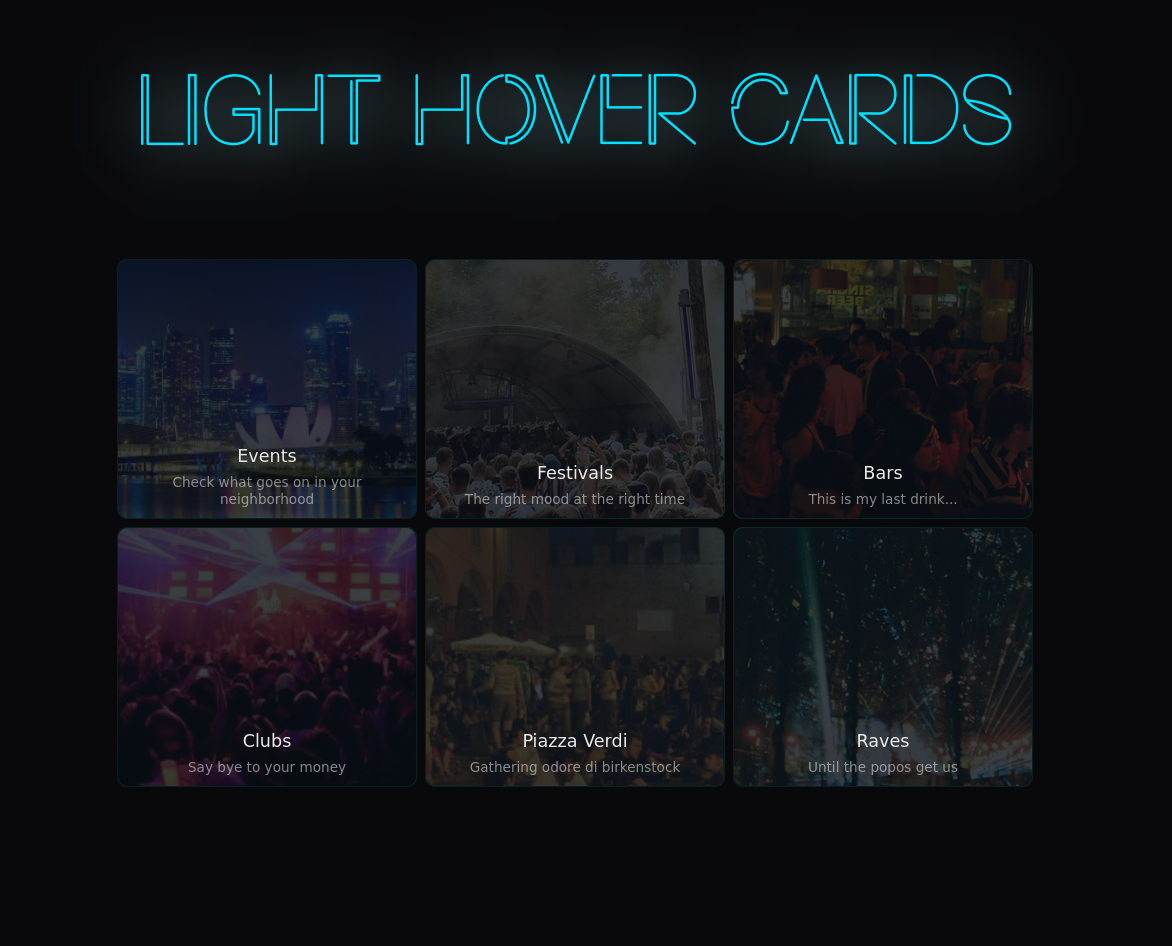 LIGHT HOVER CARDS
Events
Check what goes on in your
neighborhood
Festivals
The right mood at the right time
Bars
This is my last drink...
Clubs
Say bye to your money
Piazza Verdi
Gathering odore di birkenstock
Raves
Until the popos get us